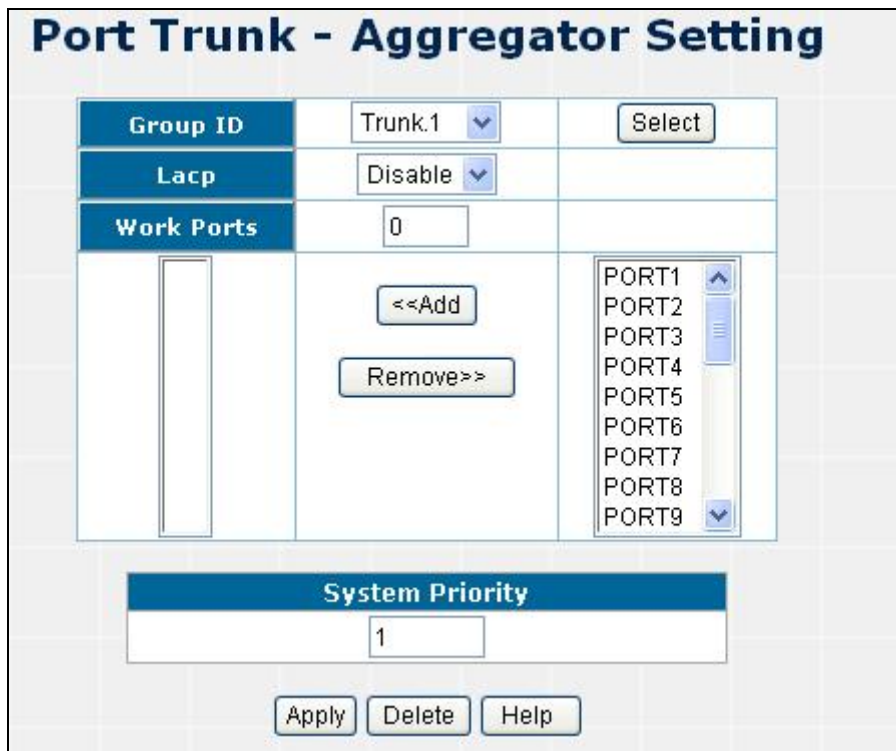 Port Trunk - Aggregator Setting
Group ID Trunk.1 Select
Lacp Disable
Work Ports 0
<<Add
Remove>>
PORT1
PORT2
PORT3
PORT4
PORT5
PORT6
PORT7
PORT8
PORT9
System Priority
1
Apply Delete Help